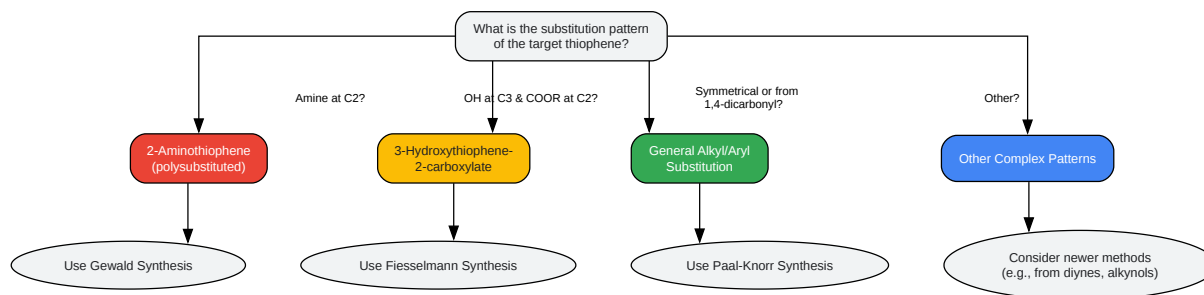 What is the substitution pattern
of the target thiophene?
Amine at C2?
OH at C3 & COOR at C2?
Symmetrical or from
1,4-dicarbonyl?
Other?
2-Aminothiophene
(polysubstituted)
3-Hydroxythiophene-
2-carboxylate
General Alkyl/Aryl
Substitution
Other Complex Patterns
Use Gewald Synthesis
Use Fiesselmann Synthesis
Use Paal-Knorr Synthesis
Consider newer methods
(e.g., from diynes, alkynols)